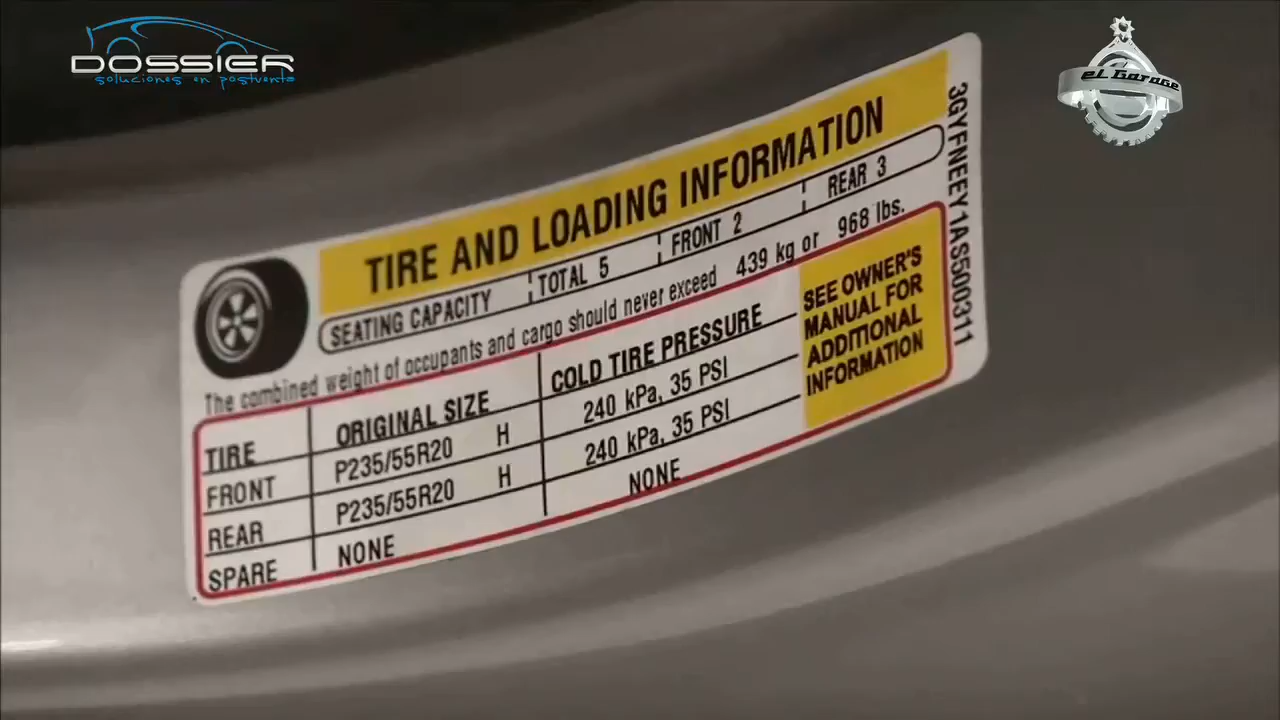 DOSSIER
soluciones en postventa
eL Garage
TIRE AND LOADING INFORMATION
SEATING CAPACITY TOTAL 5 FRONT 2 REAR 3
The combined weight of occupants and cargo should never exceed 439 kg or 968 lbs.
TIRE ORIGINAL SIZE COLD TIRE PRESSURE
FRONT P235/55R20 H 240 kPa, 35 PSI
REAR P235/55R20 H 240 kPa, 35 PSI
SPARE NONE NONE
SEE OWNER'S
MANUAL FOR
ADDITIONAL
INFORMATION
3GYFNEEY1AS500311